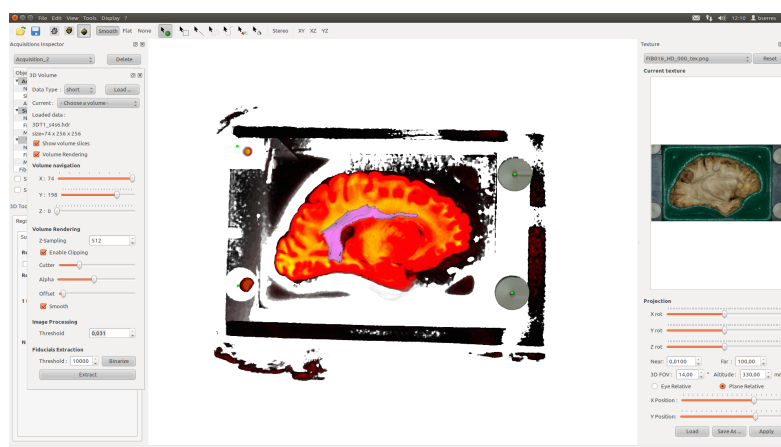 File Edit View Tools Display ?
12:10 bserres
Smooth Flat None
Stereo XY XZ YZ
Acquisitions Inspector
Acquisition_2
Delete
3D Volume
Data Type : short
Load ...
Current : - Choose a volume -
Loaded data :
3DT1_s4s6.hdr
size=74 x 256 x 256
Show volume slices
Volume Rendering
Volume navigation
X : 74
Y : 198
Z : 0
Volume Rendering
Z-Sampling 512
Enable Clipping
Cutter
Alpha
Offset
Smooth
Image Processing
Threshold 0,031
Fiducials Extraction
Threshold : 10000
Binarize
Extract
Texture
FIB016_HD_000_tex.png
Reset
Current texture
Projection
X rot
Y rot
Z rot
Near: 0,0100
Far : 100,00
3D FOV : 14,00 °
Altitude : 330,00 mm
Eye Relative
Plane Relative
X Position :
Y Position:
Load
Save As ...
Apply